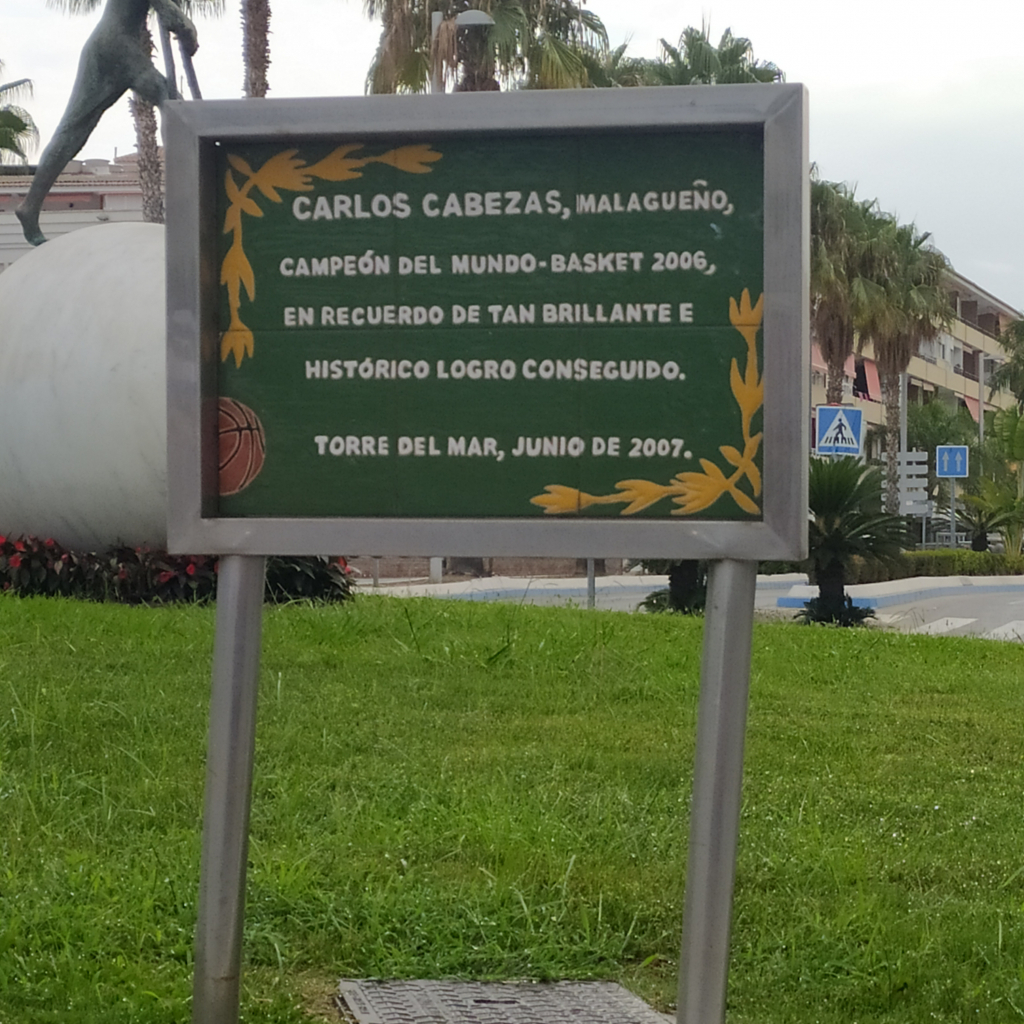 CARLOS CABEZAS, MALAGUEÑO,
CAMPEÓN DEL MUNDO-BASKET 2006,
EN RECUERDO DE TAN BRILLANTE E
HISTÓRICO LOGRO CONSEGUIDO.
TORRE DEL MAR, JUNIO DE 2007.